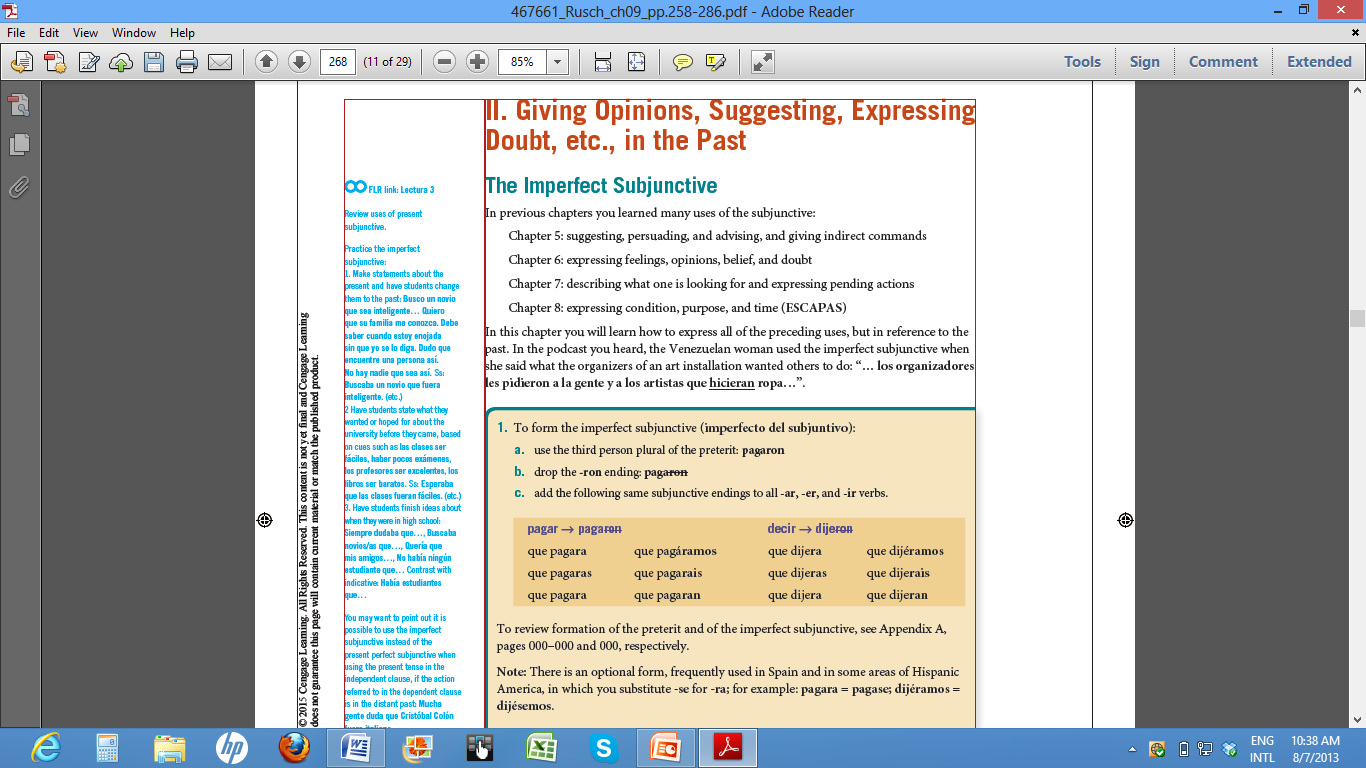 467661_Rusch_ch09_pp.258-286.pdf - Adobe Reader
File Edit View Window Help
268 (11 of 29) 85% Tools Sign Comment Extended
II. Giving Opinions, Suggesting, Expressing
Doubt, etc., in the Past
FLR link: Lectura 3
Review uses of present
subjunctive.
Practice the imperfect
subjunctive:
1. Make statements about the
present and have students change
them to the past: Busco un novio
que sea inteligente… Quiero
que su familia me conozca. Debe
saber cuando estoy enojada
sin que yo se lo diga. Dudo que
encuentre una persona así.
No hay nadie que sea así. Ss:
Buscaba un novio que fuera
inteligente. (etc.)
2 Have students state what they
wanted or hoped for about the
university before they came, based
on cues such as las clases ser
fáciles, haber pocos exámenes,
los profesores ser excelentes, los
libros ser baratos. Ss: Esperaba
que las clases fueran fáciles. (etc.)
3. Have students finish ideas about
when they were in high school:
Siempre dudaba que…, Buscaba
novios/as que…, Quería que
mis amigos…, No había ningún
estudiante que… Contrast with
indicative: Había estudiantes
que…
You may want to point out it is
possible to use the imperfect
subjunctive instead of the
present perfect subjunctive when
using the present tense in the
independent clause, if the action
referred to in the dependent clause
is in the distant past: Mucha
gente duda que Cristóbal Colón
The Imperfect Subjunctive
In previous chapters you learned many uses of the subjunctive:
Chapter 5: suggesting, persuading, and advising, and giving indirect commands
Chapter 6: expressing feelings, opinions, belief, and doubt
Chapter 7: describing what one is looking for and expressing pending actions
Chapter 8: expressing condition, purpose, and time (ESCAPAS)
In this chapter you will learn how to express all of the preceding uses, but in reference to the
past. In the podcast you heard, the Venezuelan woman used the imperfect subjunctive when
she said what the organizers of an art installation wanted others to do: “… los organizadores
les pidieron a la gente y a los artistas que hicieran ropa…”.
1. To form the imperfect subjunctive (imperfecto del subjuntivo):
a. use the third person plural of the preterit: pagaron
b. drop the -ron ending: pagaron
c. add the following same subjunctive endings to all -ar, -er, and -ir verbs.
pagar → pagaron decir → dijeron
que pagara que pagáramos que dijera que dijéramos
que pagaras que pagarais que dijeras que dijerais
que pagara que pagaran que dijera que dijeran
To review formation of the preterit and of the imperfect subjunctive, see Appendix A,
pages 000–000 and 000, respectively.
Note: There is an optional form, frequently used in Spain and in some areas of Hispanic
America, in which you substitute -se for -ra; for example: pagara = pagase; dijéramos =
dijésemos.
© 2015 Cengage Learning. All Rights Reserved. This content is not yet final and Cengage Learning
does not guarantee this page will contain current material or match the published product.
ENG 10:38 AM
INTL 8/7/2013